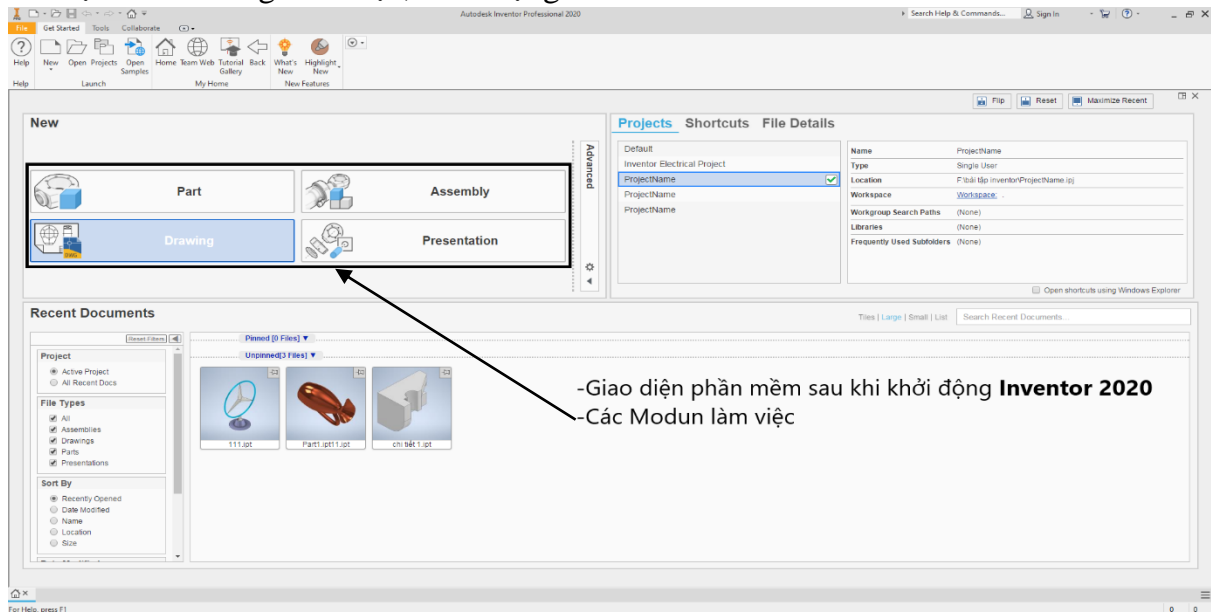 Autodesk Inventor Professional 2020
Search Help & Commands...
Sign In
File Get Started Tools Collaborate
Help New Open Projects Open Samples Home Team Web Tutorial Gallery Back What's New Highlight New
Help Launch My Home New Features
Flip Reset Maximize Recent
New
Part
Assembly
Drawing
DWG
Presentation
Advanced
Projects Shortcuts File Details
Default
Inventor Electrical Project
ProjectName
ProjectName
ProjectName
Name ProjectName
Type Single User
Location F:\bài tập inventor\ProjectName.ipj
Workspace Workspace: .
Workgroup Search Paths (None)
Libraries (None)
Frequently Used Subfolders (None)
Open shortcuts using Windows Explorer
Recent Documents
Tiles | Large | Small | List
Search Recent Documents...
Reset Filters
Project
Active Project
All Recent Docs
File Types
All
Assemblies
Drawings
Parts
Presentations
Sort By
Recently Opened
Date Modified
Name
Location
Size
Pinned [0 Files]
Unpinned[3 Files]
111.ipt
Part1.ipt11.ipt
chi tiết 1.ipt
-Giao diện phần mềm sau khi khởi động Inventor 2020
-Các Modun làm việc
For Help, press F1
0 0